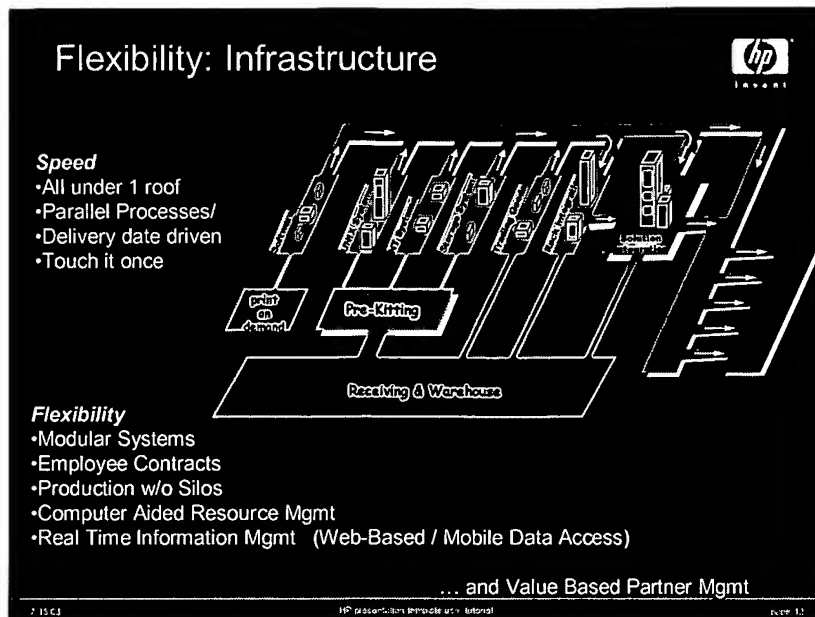 Flexibility: Infrastructure
hp
invent
Speed
•All under 1 roof
•Parallel Processes/
•Delivery date driven
•Touch it once
print
on
demand
Pre-Kitting
Receiving & Warehouse
Flexibility
•Modular Systems
•Employee Contracts
•Production w/o Silos
•Computer Aided Resource Mgmt
•Real Time Information Mgmt (Web-Based / Mobile Data Access)
… and Value Based Partner Mgmt
HP presentation template user tutorial